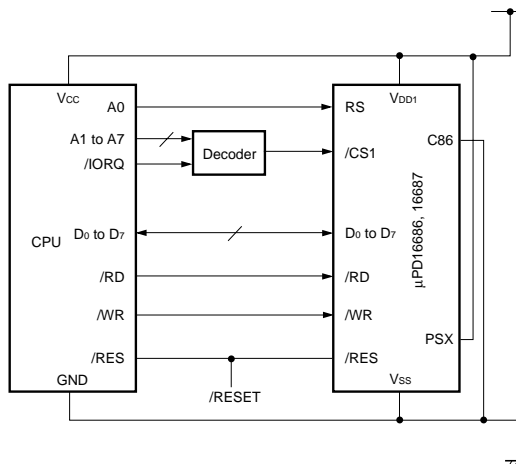 VCC
VDD1
A0
RS
A1 to A7
Decoder
/CS1
C86
/IORQ
CPU
D0 to D7
D0 to D7
μPD16686, 16687
/RD
/RD
/WR
/WR
PSX
/RES
/RES
GND
VSS
/RESET